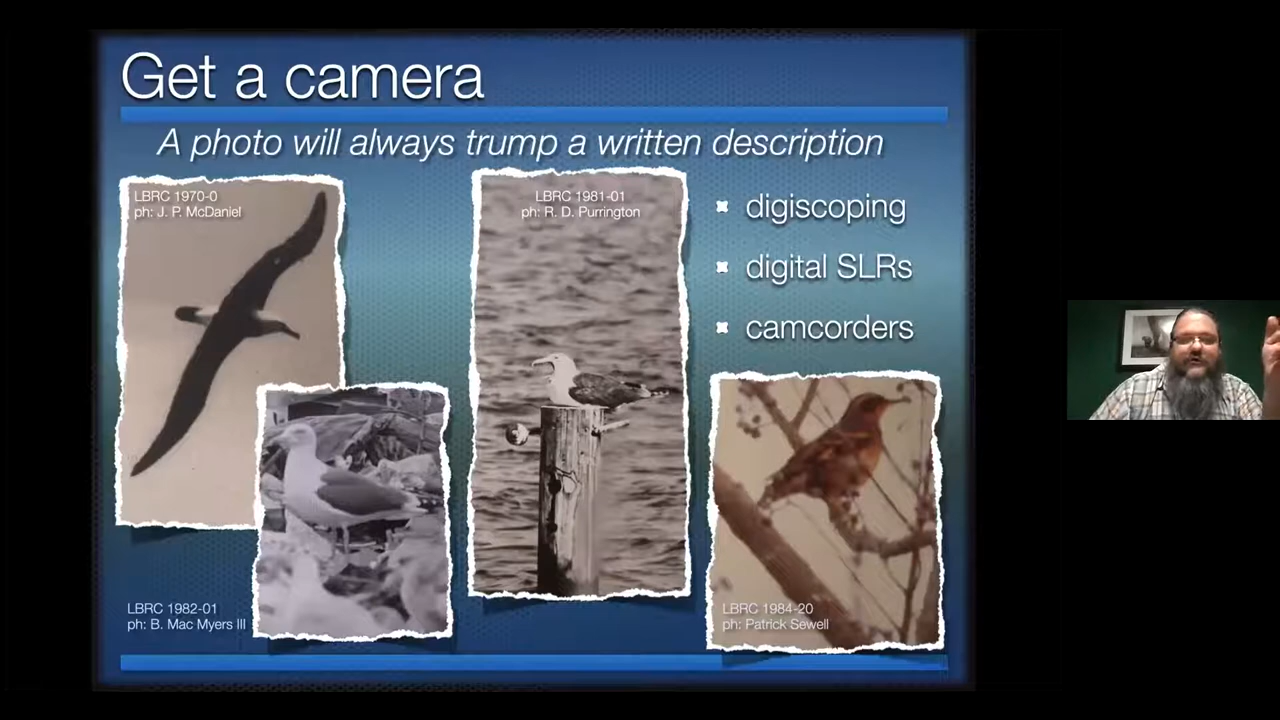 Get a camera
A photo will always trump a written description
LBRC 1970-0
ph: J. P. McDaniel
LBRC 1981-01
ph: R. D. Purrington
digiscoping
digital SLRs
camcorders
LBRC 1982-01
ph: B. Mac Myers III
LBRC 1984-20
ph: Patrick Sewell